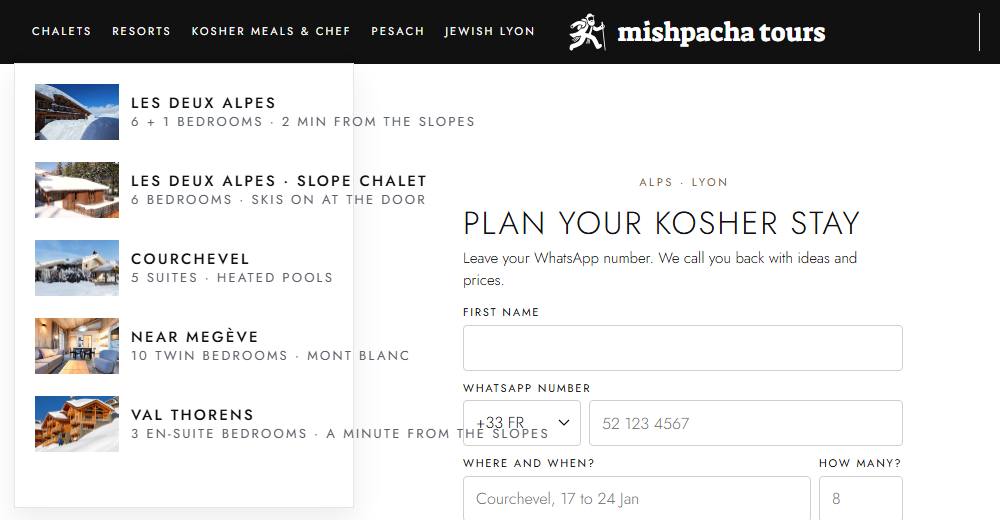 CHALETS RESORTS KOSHER MEALS & CHEF PESACH JEWISH LYON mishpacha tours
LES DEUX ALPES
6 + 1 BEDROOMS · 2 MIN FROM THE SLOPES
LES DEUX ALPES · SLOPE CHALET
6 BEDROOMS · SKIS ON AT THE DOOR
COURCHEVEL
5 SUITES · HEATED POOLS
NEAR MEGÈVE
10 TWIN BEDROOMS · MONT BLANC
VAL THORENS
3 EN-SUITE BEDROOMS · A MINUTE FROM THE SLOPES
ALPS · LYON
PLAN YOUR KOSHER STAY
Leave your WhatsApp number. We call you back with ideas and
prices.
FIRST NAME
WHATSAPP NUMBER
+33 FR 52 123 4567
WHERE AND WHEN? HOW MANY?
Courchevel, 17 to 24 Jan 8